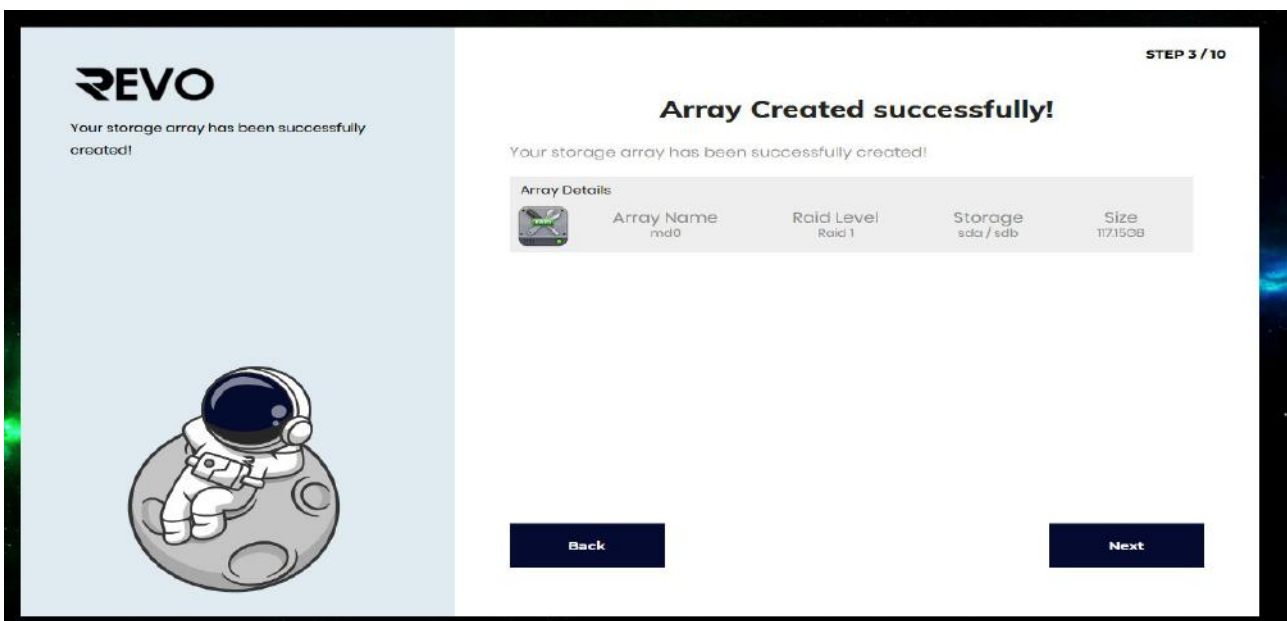 REVO
Your storage array has been successfully
created!
STEP 3 / 10
Array Created successfully!
Your storage array has been successfully created!
Array Details
Array Name
md0
Raid Level
Raid 1
Storage
sda / sdb
Size
117.15GB
Back
Next